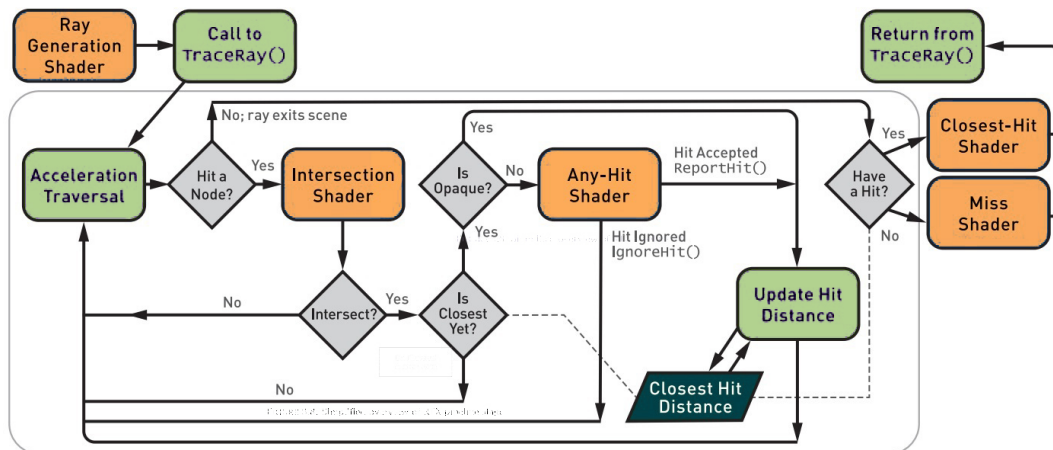 Ray
Generation
Shader
Call to
TraceRay()
Return from
TraceRay()
No; ray exits scene
Acceleration
Traversal
Hit a
Node?
Yes
Intersection
Shader
Yes
Is
Opaque?
No
Any-Hit
Shader
Hit Accepted
ReportHit()
Have
a Hit?
Yes
Closest-Hit
Shader
Miss
Shader
No
Yes
Hit Ignored
IgnoreHit()
No
Intersect?
Yes
Is
Closest
Yet?
Update Hit
Distance
No
Closest Hit
Distance